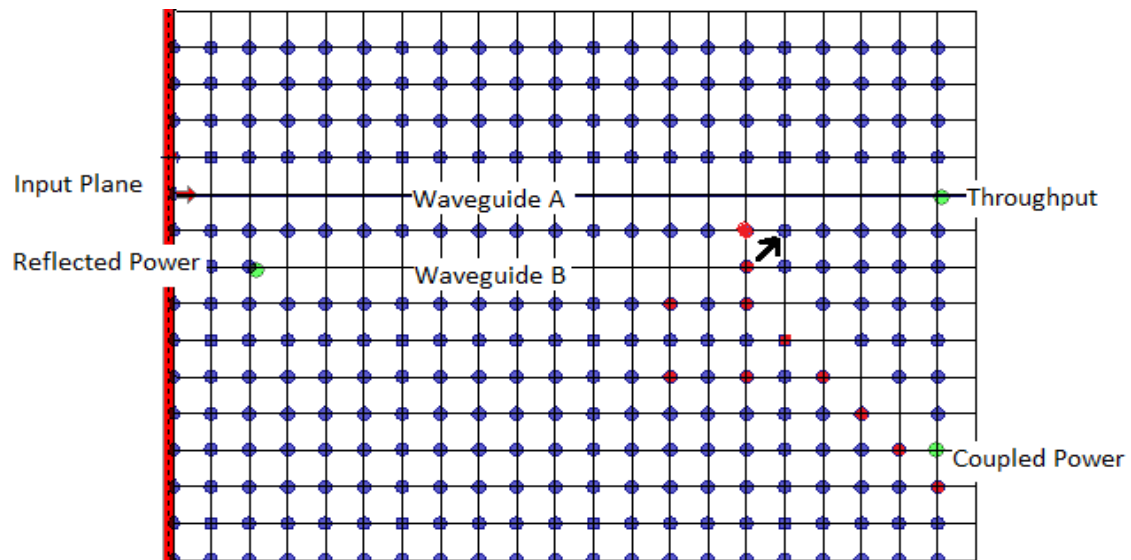 Input Plane
Waveguide A
Throughput
Reflected Power
Waveguide B
Coupled Power